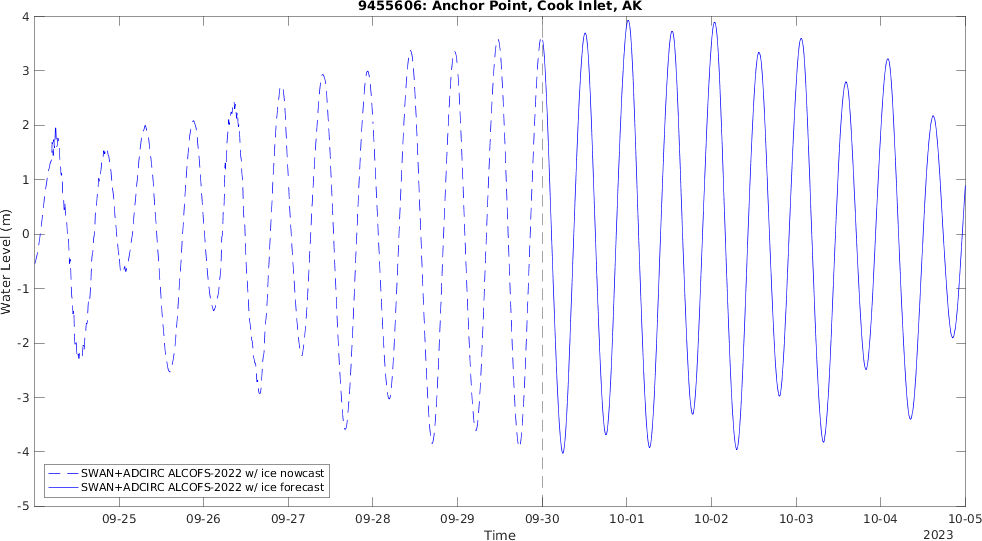 9455606: Anchor Point, Cook Inlet, AK
4
3
2
1
0
-1
-2
-3
-4
-5
Water Level (m)
SWAN+ADCIRC ALCOFS-2022 w/ ice nowcast
SWAN+ADCIRC ALCOFS-2022 w/ ice forecast
09-25 09-26 09-27 09-28 09-29 09-30 10-01 10-02 10-03 10-04 10-05
Time
2023